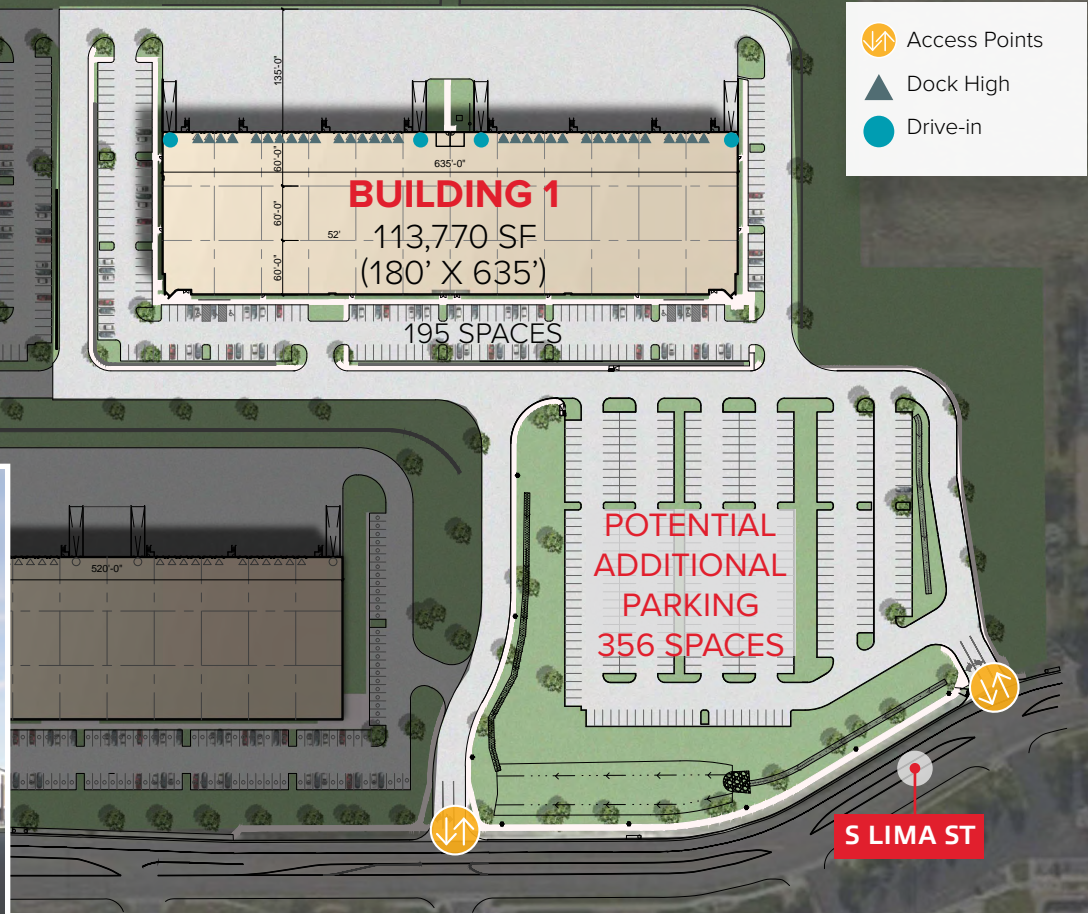 Access Points
Dock High
Drive-in
135'-0"
635'-0"
60'-0"
60'-0"
60'-0"
52'
BUILDING 1
113,770 SF
(180’ X 635’)
195 SPACES
520'-0"
POTENTIAL
ADDITIONAL
PARKING
356 SPACES
S LIMA ST